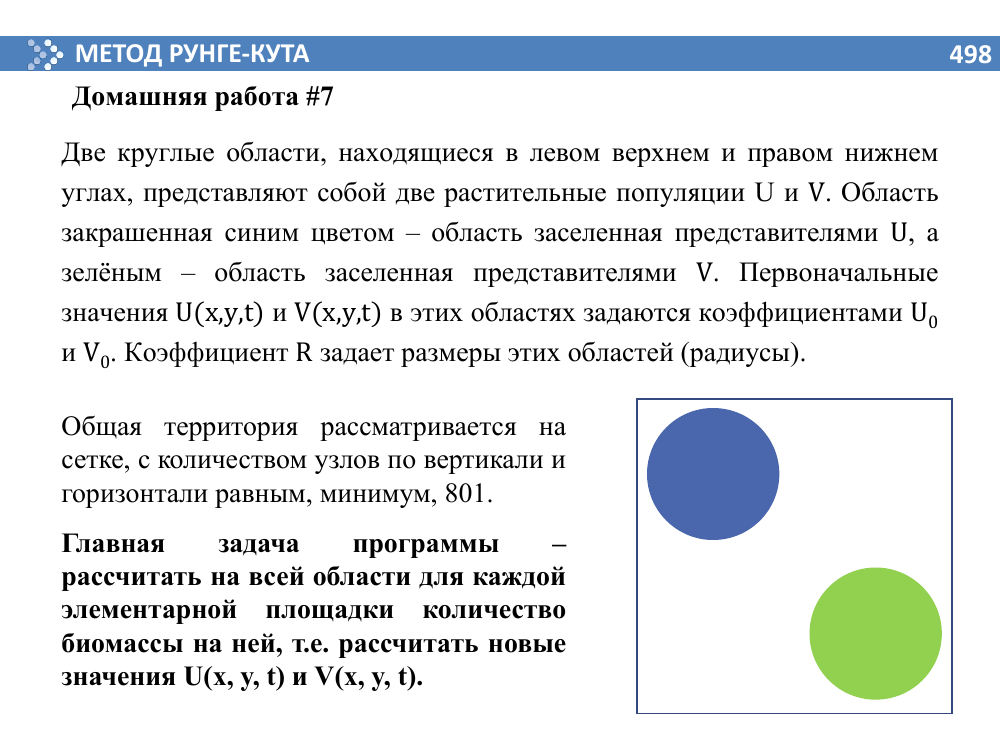 МЕТОД РУНГЕ-КУТА
498
Домашняя работа #7
Две круглые области, находящиеся в левом верхнем и правом нижнем
углах, представляют собой две растительные популяции U и V. Область
закрашенная синим цветом – область заселенная представителями U, а
зелёным – область заселенная представителями V. Первоначальные
значения U(x,y,t) и V(x,y,t) в этих областях задаются коэффициентами U₀
и V₀. Коэффициент R задает размеры этих областей (радиусы).
Общая территория рассматривается на
сетке, с количеством узлов по вертикали и
горизонтали равным, минимум, 801.
Главная задача программы –
рассчитать на всей области для каждой
элементарной площадки количество
биомассы на ней, т.е. рассчитать новые
значения U(x, y, t) и V(x, y, t).